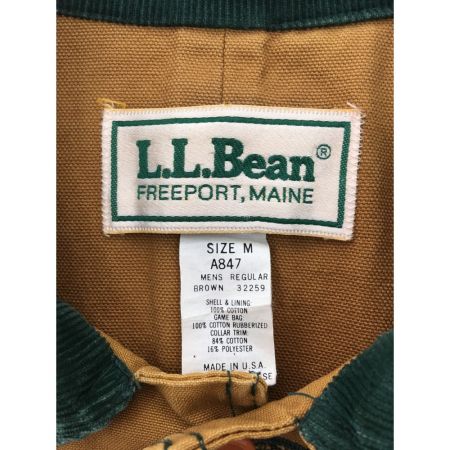 L.L.Bean®
FREEPORT, MAINE
SIZE M
A847
MENS REGULAR
BROWN 32259
SHELL & LINING
100% COTTON
GAME BAG:
100% COTTON RUBBERIZED
COLLAR TRIM:
84% COTTON
16% POLYESTER
MADE IN U.S.A.